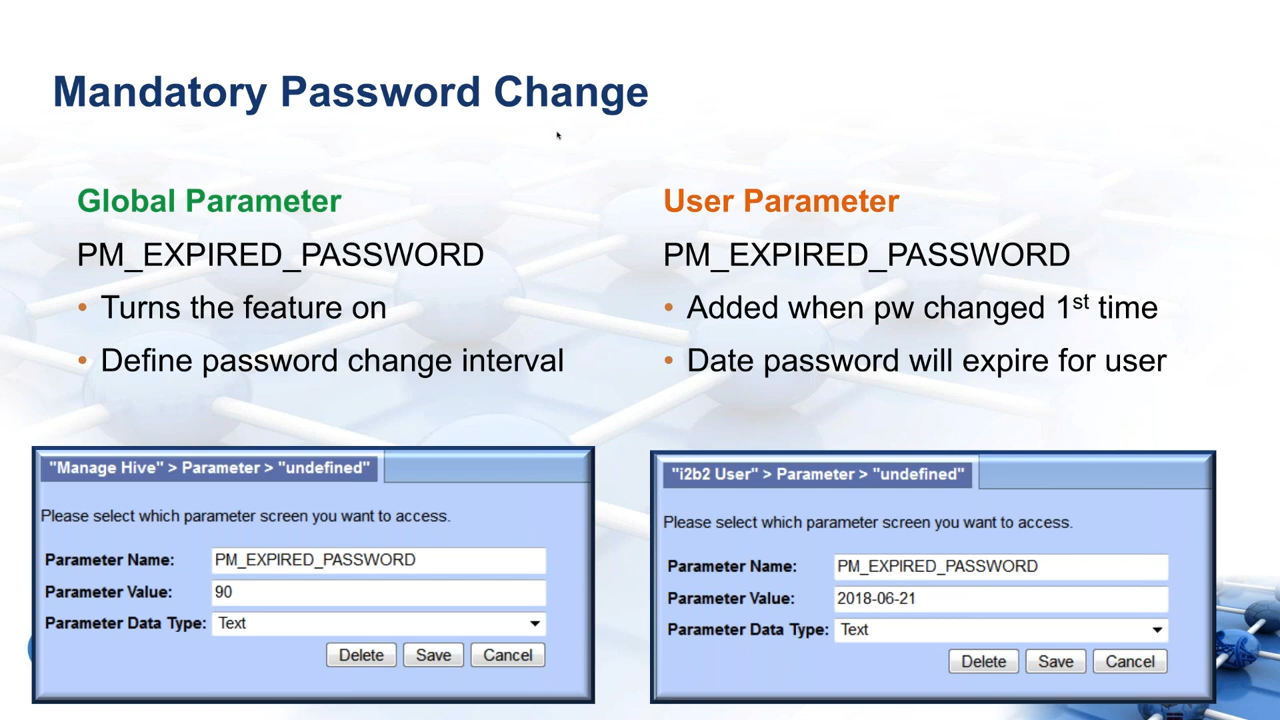 Mandatory Password Change
Global Parameter
PM_EXPIRED_PASSWORD
• Turns the feature on
• Define password change interval
User Parameter
PM_EXPIRED_PASSWORD
• Added when pw changed 1st time
• Date password will expire for user
"Manage Hive" > Parameter > "undefined"
Please select which parameter screen you want to access.
Parameter Name: PM_EXPIRED_PASSWORD
Parameter Value: 90
Parameter Data Type: Text
Delete Save Cancel
"i2b2 User" > Parameter > "undefined"
Please select which parameter screen you want to access.
Parameter Name: PM_EXPIRED_PASSWORD
Parameter Value: 2018-06-21
Parameter Data Type: Text
Delete Save Cancel